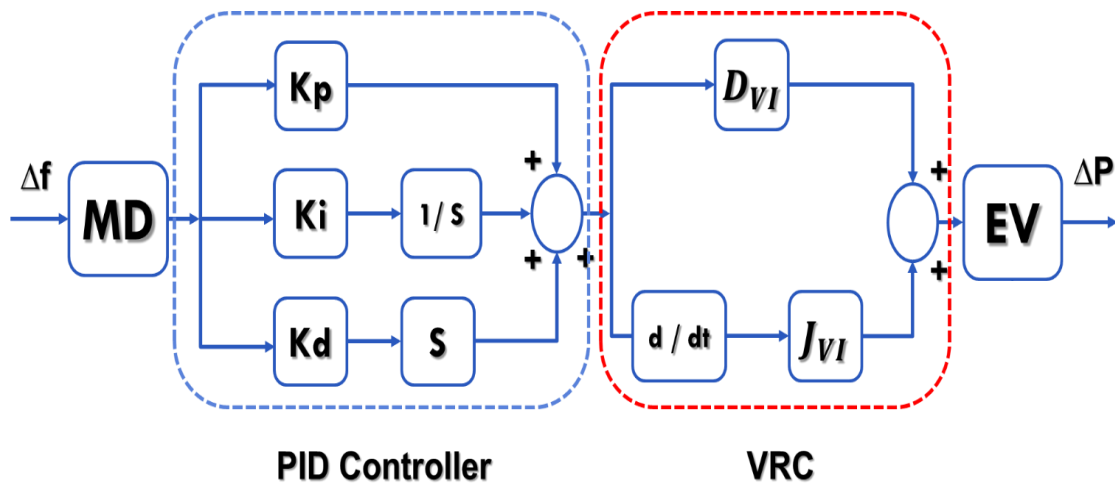 Δf
MD
Kp
Ki
1/ S
Kd
S
+
+
+
D_VI
d / dt
J_VI
+
+
EV
ΔP
PID Controller
VRC